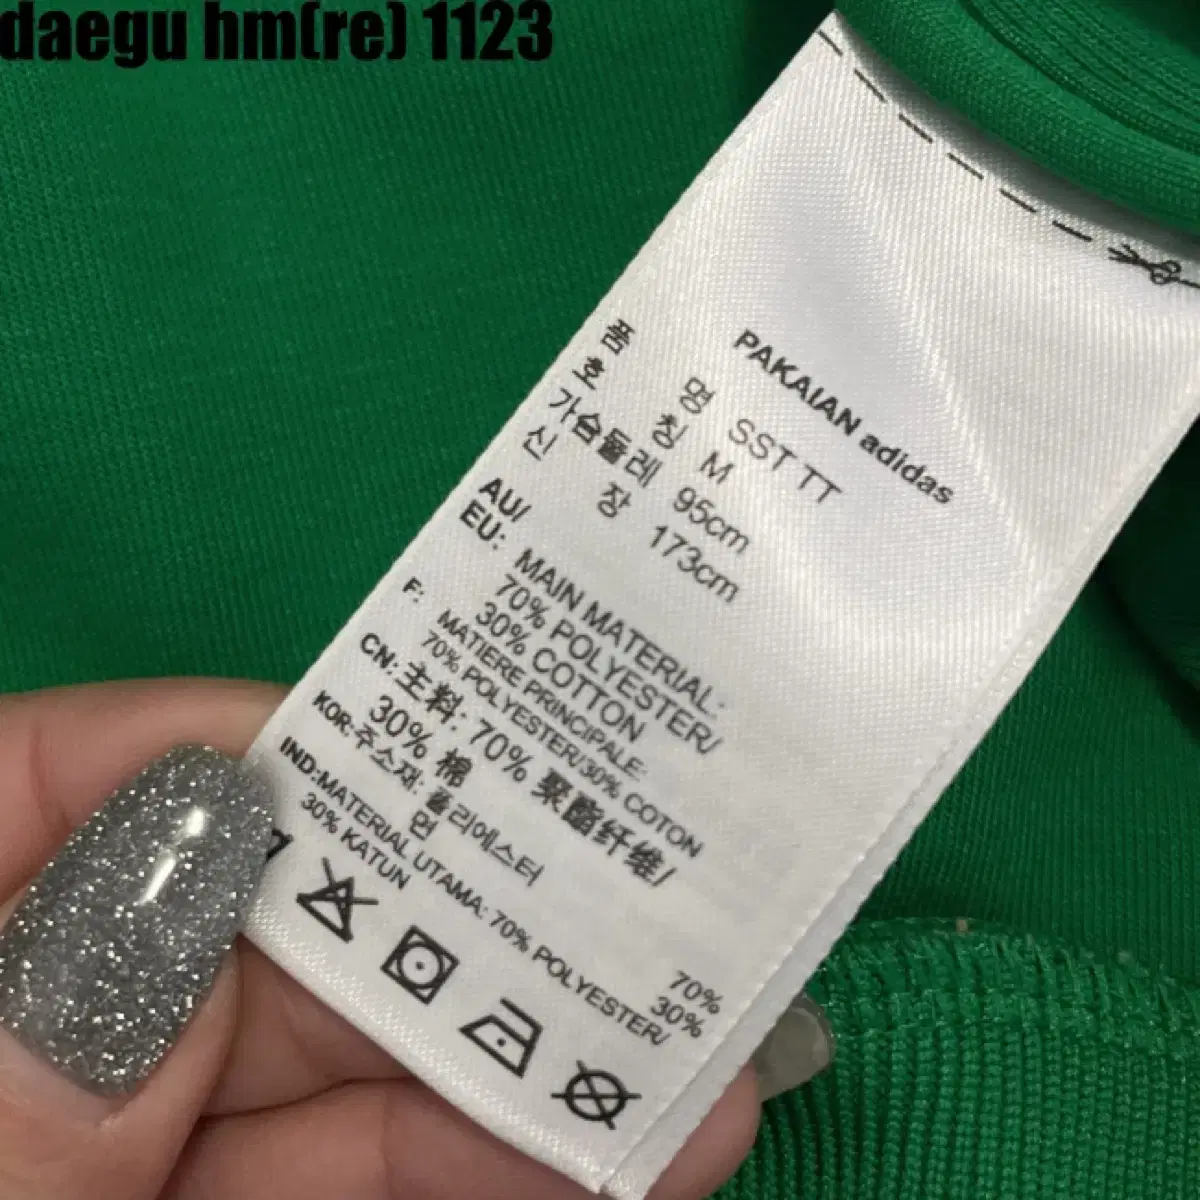 daegu hm(re) 1123
PAKAIAN adidas
품 명 SST TT
호 칭 M
가슴둘레 95cm
신 장 173cm
AU/
EU: MAIN MATERIAL:
70% POLYESTER/
30% COTTON
F: MATIERE PRINCIPALE:
70% POLYESTER/30% COTON
CN: 主料: 70% 聚酯纤维/
30% 棉
KOR: 주소재: 폴리에스터 70%
면 30%
IND:MATERIAL UTAMA: 70% POLYESTER/
30% KATUN